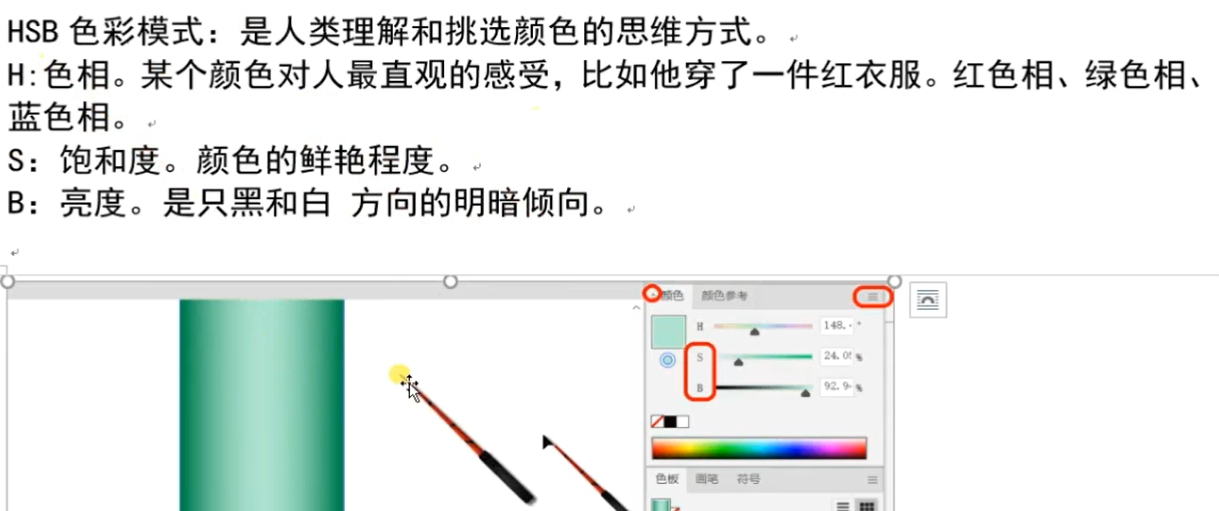 HSB 色彩模式：是人类理解和挑选颜色的思维方式。
H:色相。某个颜色对人最直观的感受，比如他穿了一件红衣服。红色相、绿色相、
蓝色相。
S：饱和度。颜色的鲜艳程度。
B：亮度。是只黑和白 方向的明暗倾向。
颜色 颜色参考
H 148. °
S 24.0 %
B 92.9 %
色板 画笔 符号